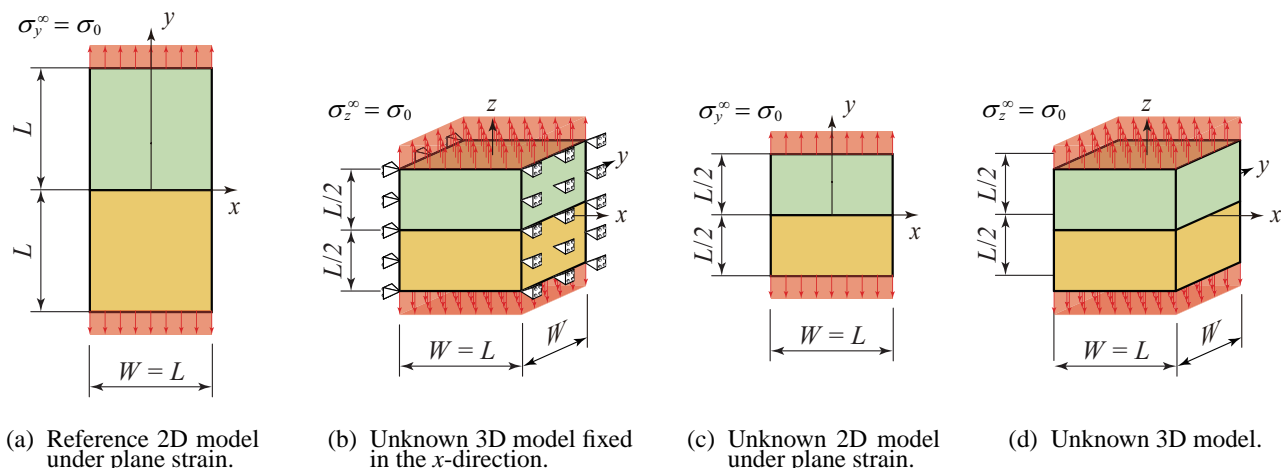 σ_y^∞ = σ_0
y
L
L
x
W = L
(a) Reference 2D model
under plane strain.
σ_z^∞ = σ_0
z
y
x
L/2
L/2
W = L
W
(b) Unknown 3D model fixed
in the x-direction.
σ_y^∞ = σ_0
y
L/2
L/2
x
W = L
(c) Unknown 2D model
under plane strain.
σ_z^∞ = σ_0
z
y
x
L/2
L/2
W = L
W
(d) Unknown 3D model.